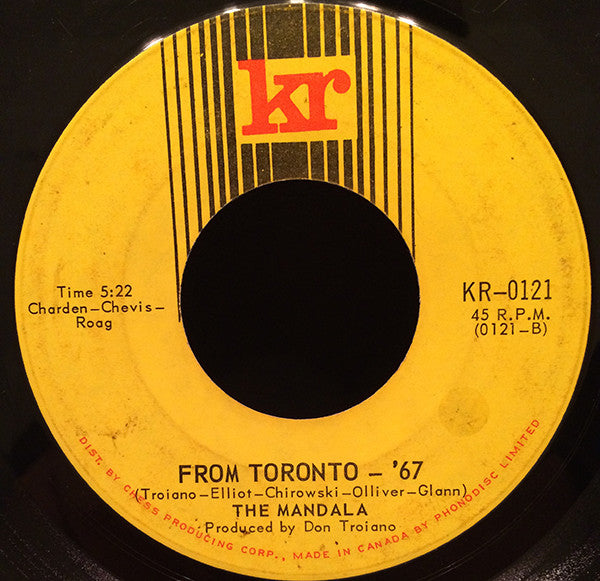 kr
Time 5:22
Charden-Chevis-
Roag
KR-0121
45 R.P.M.
(0121-B)
FROM TORONTO - '67
(Troiano-Elliot-Chirowski-Olliver-Glann)
THE MANDALA
Produced by Don Troiano
DIST. BY CHESS PRODUCING CORP., MADE IN CANADA BY PHONODISC LIMITED